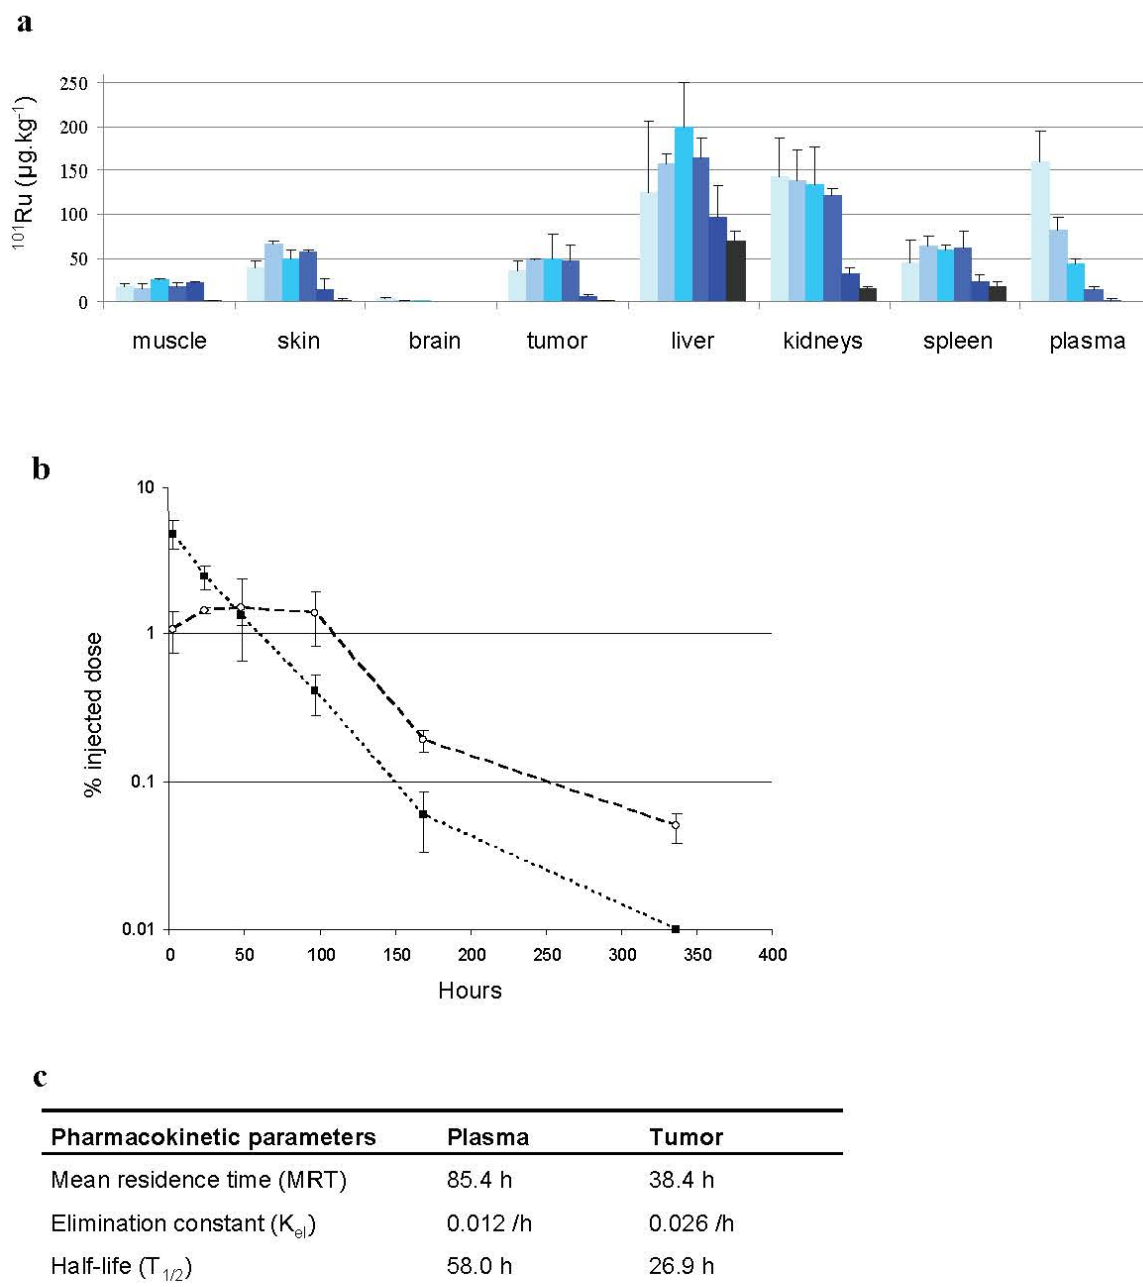 a
¹⁰¹Ru (µg.kg⁻¹)
250
200
150
100
50
0
muscle skin brain tumor liver kidneys spleen plasma
b
% injected dose
10
1
0.1
0.01
0 50 100 150 200 250 300 350 400
Hours
c
Pharmacokinetic parameters Plasma Tumor
Mean residence time (MRT) 85.4 h 38.4 h
Elimination constant (Kₑₗ) 0.012 /h 0.026 /h
Half-life (T₁/₂) 58.0 h 26.9 h